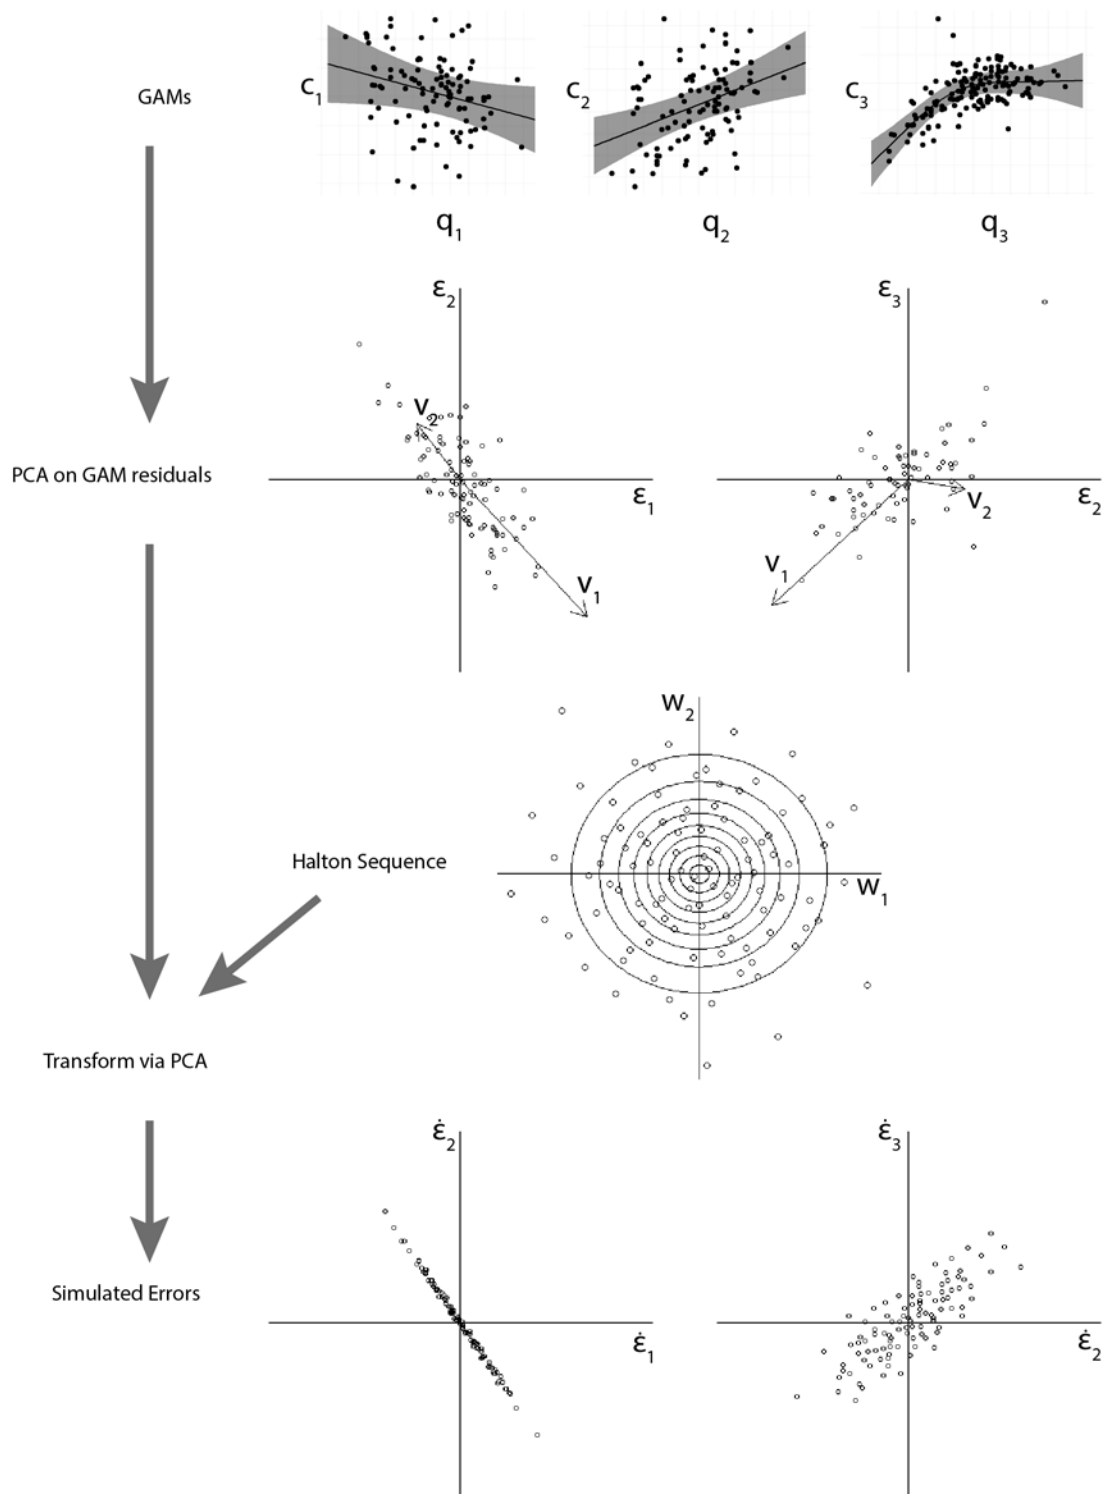 GAMs
c₁
c₂
c₃
q₁
q₂
q₃
PCA on GAM residuals
ε₂
ε₁
v₂
v₁
ε₃
ε₂
v₂
v₁
Halton Sequence
w₂
w₁
Transform via PCA
Simulated Errors
ε̇₂
ε̇₁
ε̇₃
ε̇₂